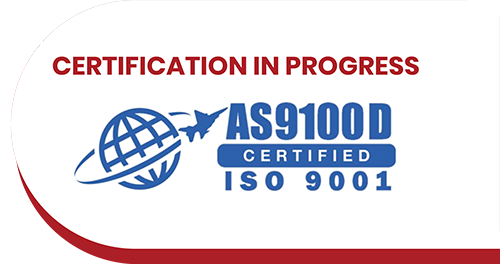 CERTIFICATION IN PROGRESS
AS9100D
CERTIFIED
ISO 9001